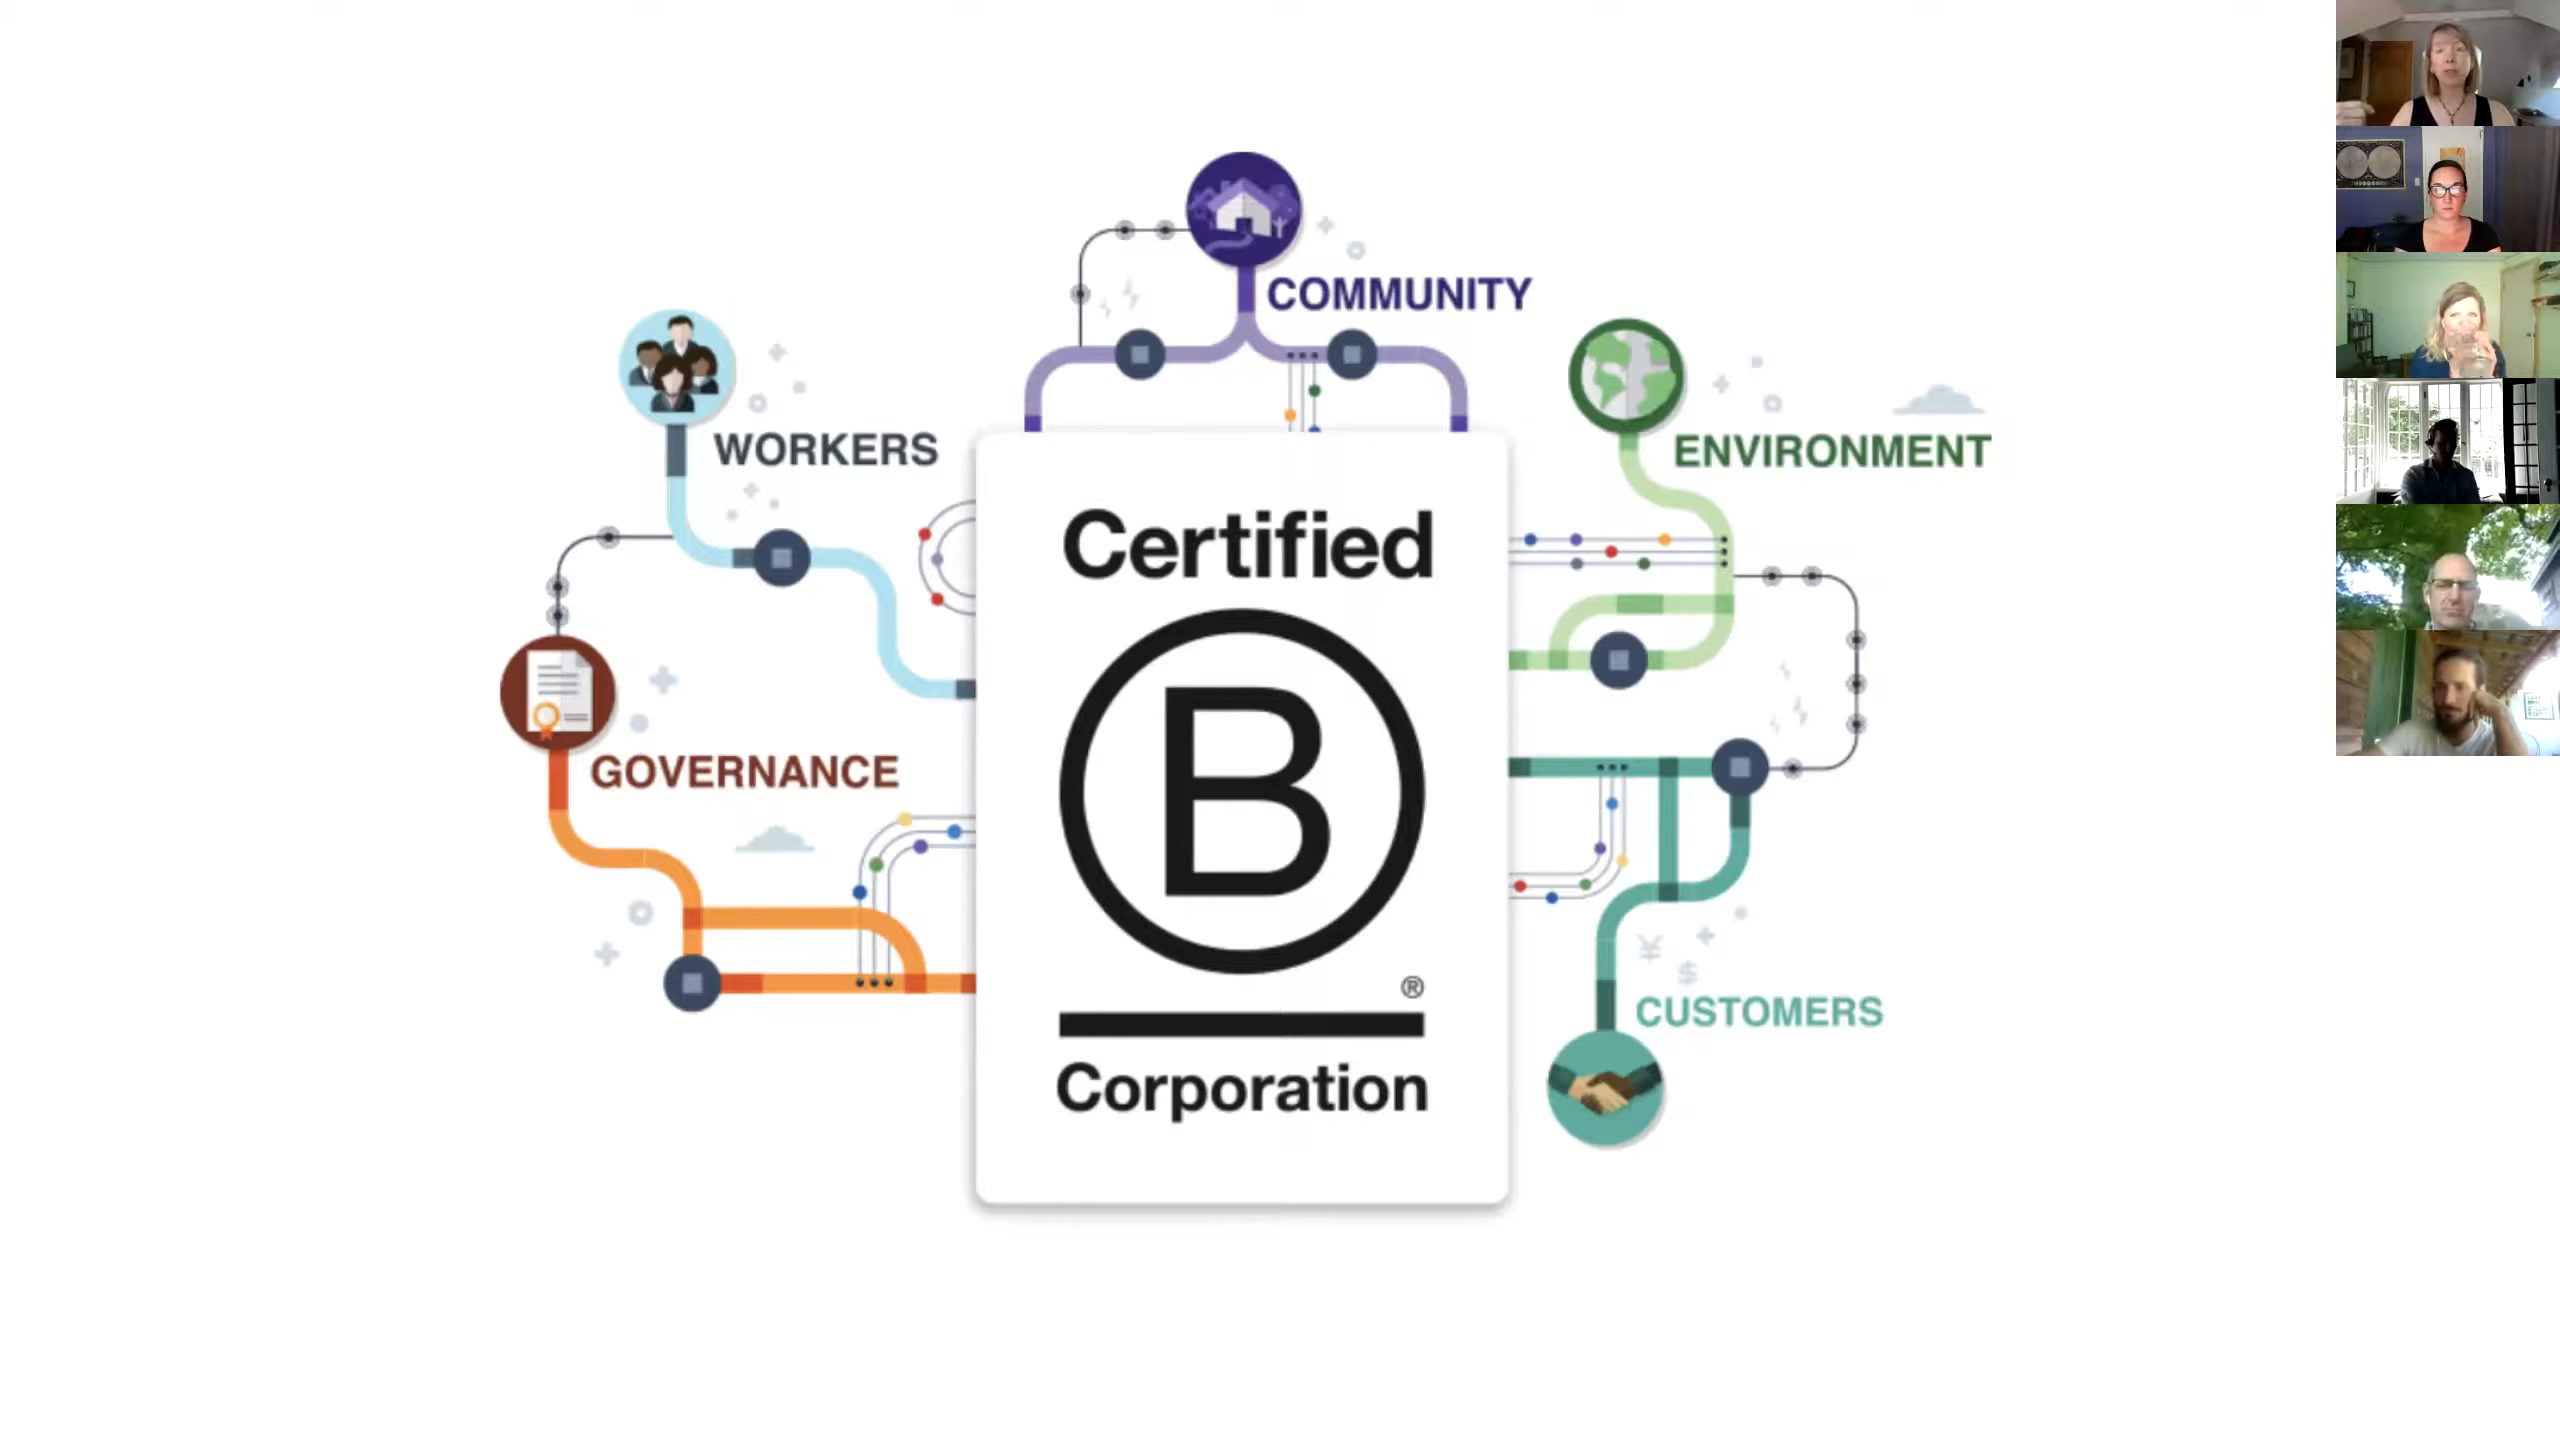 COMMUNITY
WORKERS
ENVIRONMENT
GOVERNANCE
CUSTOMERS
Certified
B
®
Corporation
¥
$